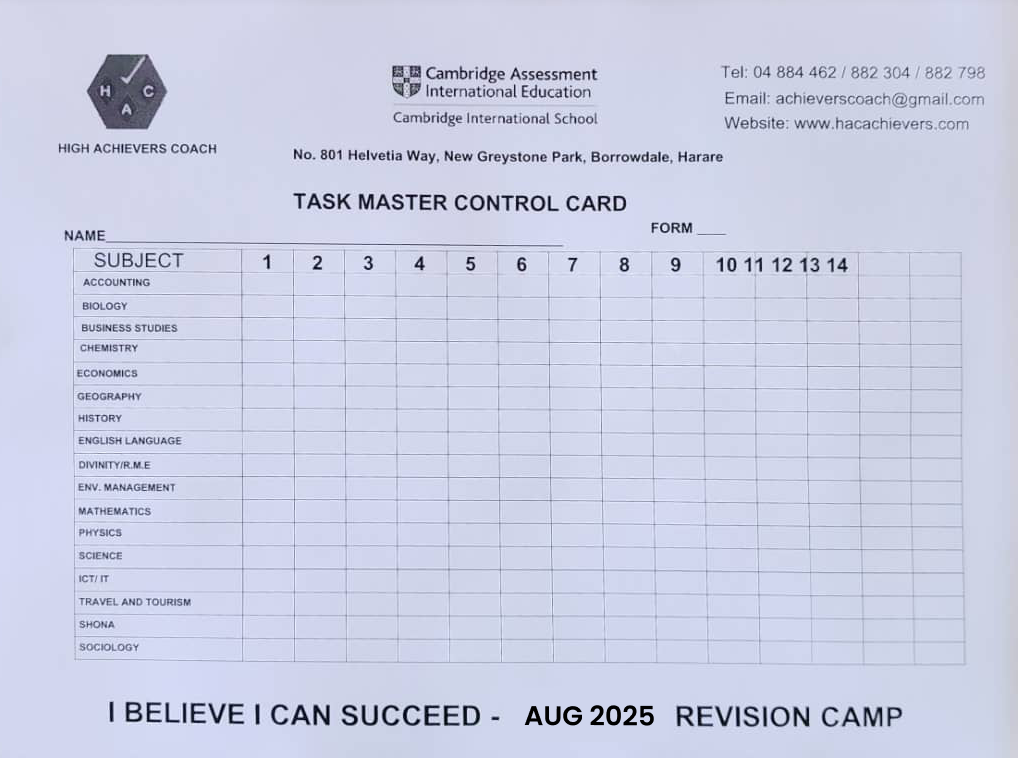 H C
A
HIGH ACHIEVERS COACH
Cambridge Assessment
International Education
Cambridge International School
Tel: 04 884 462 / 882 304 / 882 798
Email: achieverscoach@gmail.com
Website: www.hacachievers.com
No. 801 Helvetia Way, New Greystone Park, Borrowdale, Harare
TASK MASTER CONTROL CARD
NAME
FORM
SUBJECT 1 2 3 4 5 6 7 8 9 10 11 12 13 14
ACCOUNTING
BIOLOGY
BUSINESS STUDIES
CHEMISTRY
ECONOMICS
GEOGRAPHY
HISTORY
ENGLISH LANGUAGE
DIVINITY/R.M.E
ENV. MANAGEMENT
MATHEMATICS
PHYSICS
SCIENCE
ICT/ IT
TRAVEL AND TOURISM
SHONA
SOCIOLOGY
I BELIEVE I CAN SUCCEED - AUG 2025 REVISION CAMP